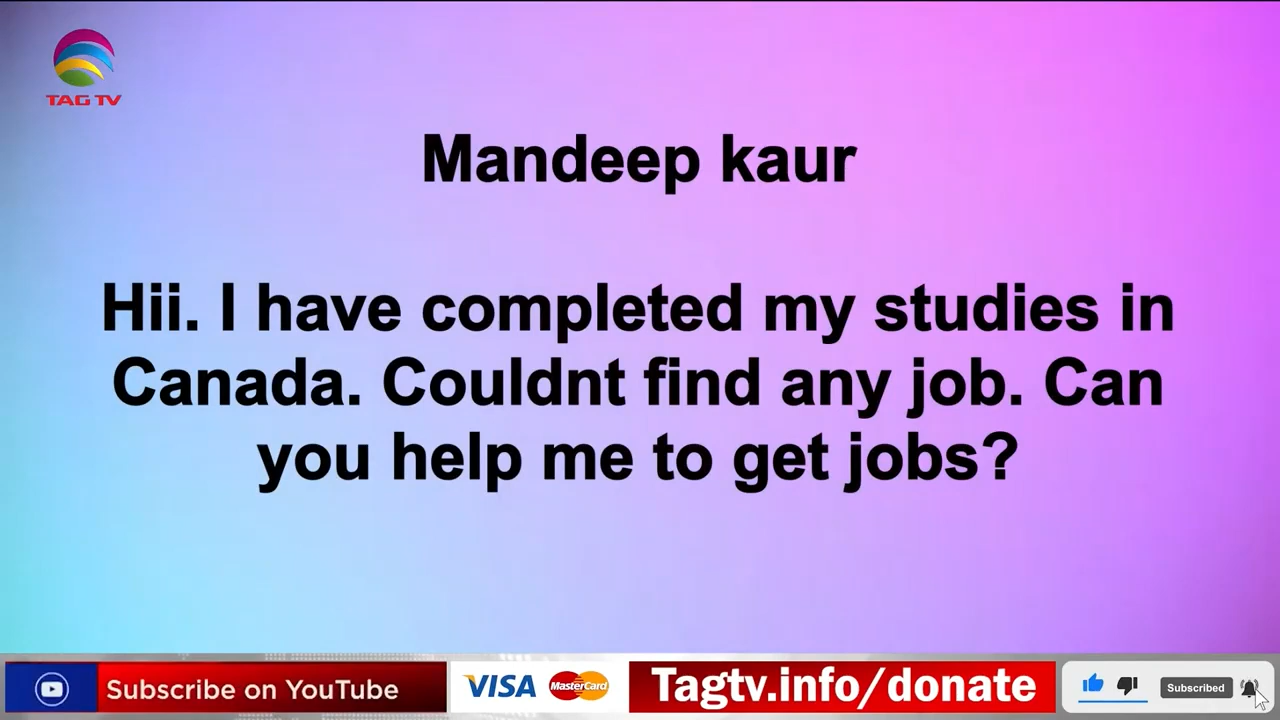 TAG TV
Mandeep kaur
Hii. I have completed my studies in
Canada. Couldnt find any job. Can
you help me to get jobs?
Subscribe on YouTube
VISA
MasterCard
Tagtv.info/donate
Subscribed